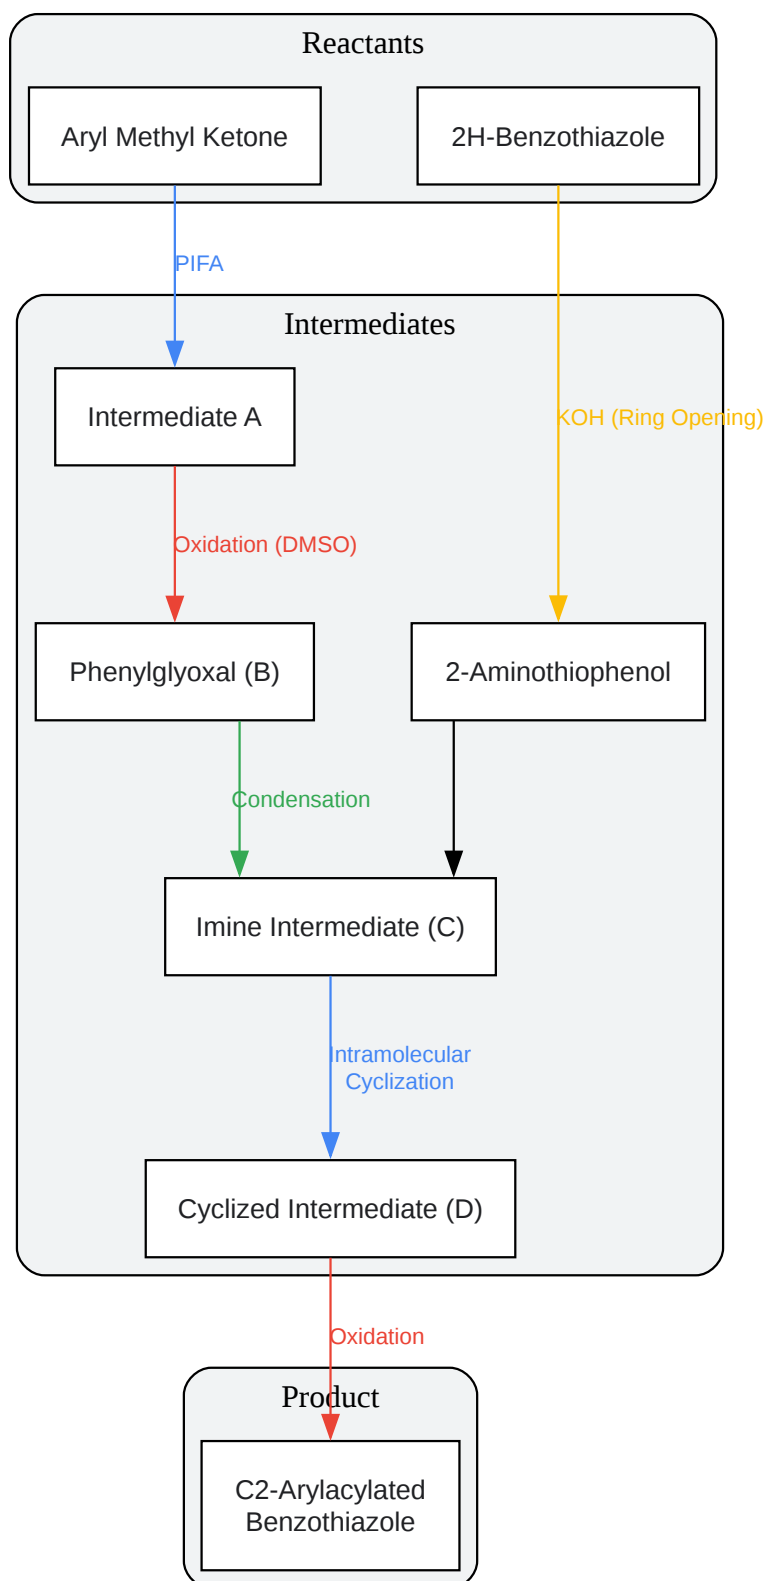 Reactants
Aryl Methyl Ketone
2H-Benzothiazole
PIFA
Intermediates
Intermediate A
KOH (Ring Opening)
Oxidation (DMSO)
Phenylglyoxal (B)
2-Aminothiophenol
Condensation
Imine Intermediate (C)
Intramolecular
Cyclization
Cyclized Intermediate (D)
Oxidation
Product
C2-Arylacylated
Benzothiazole